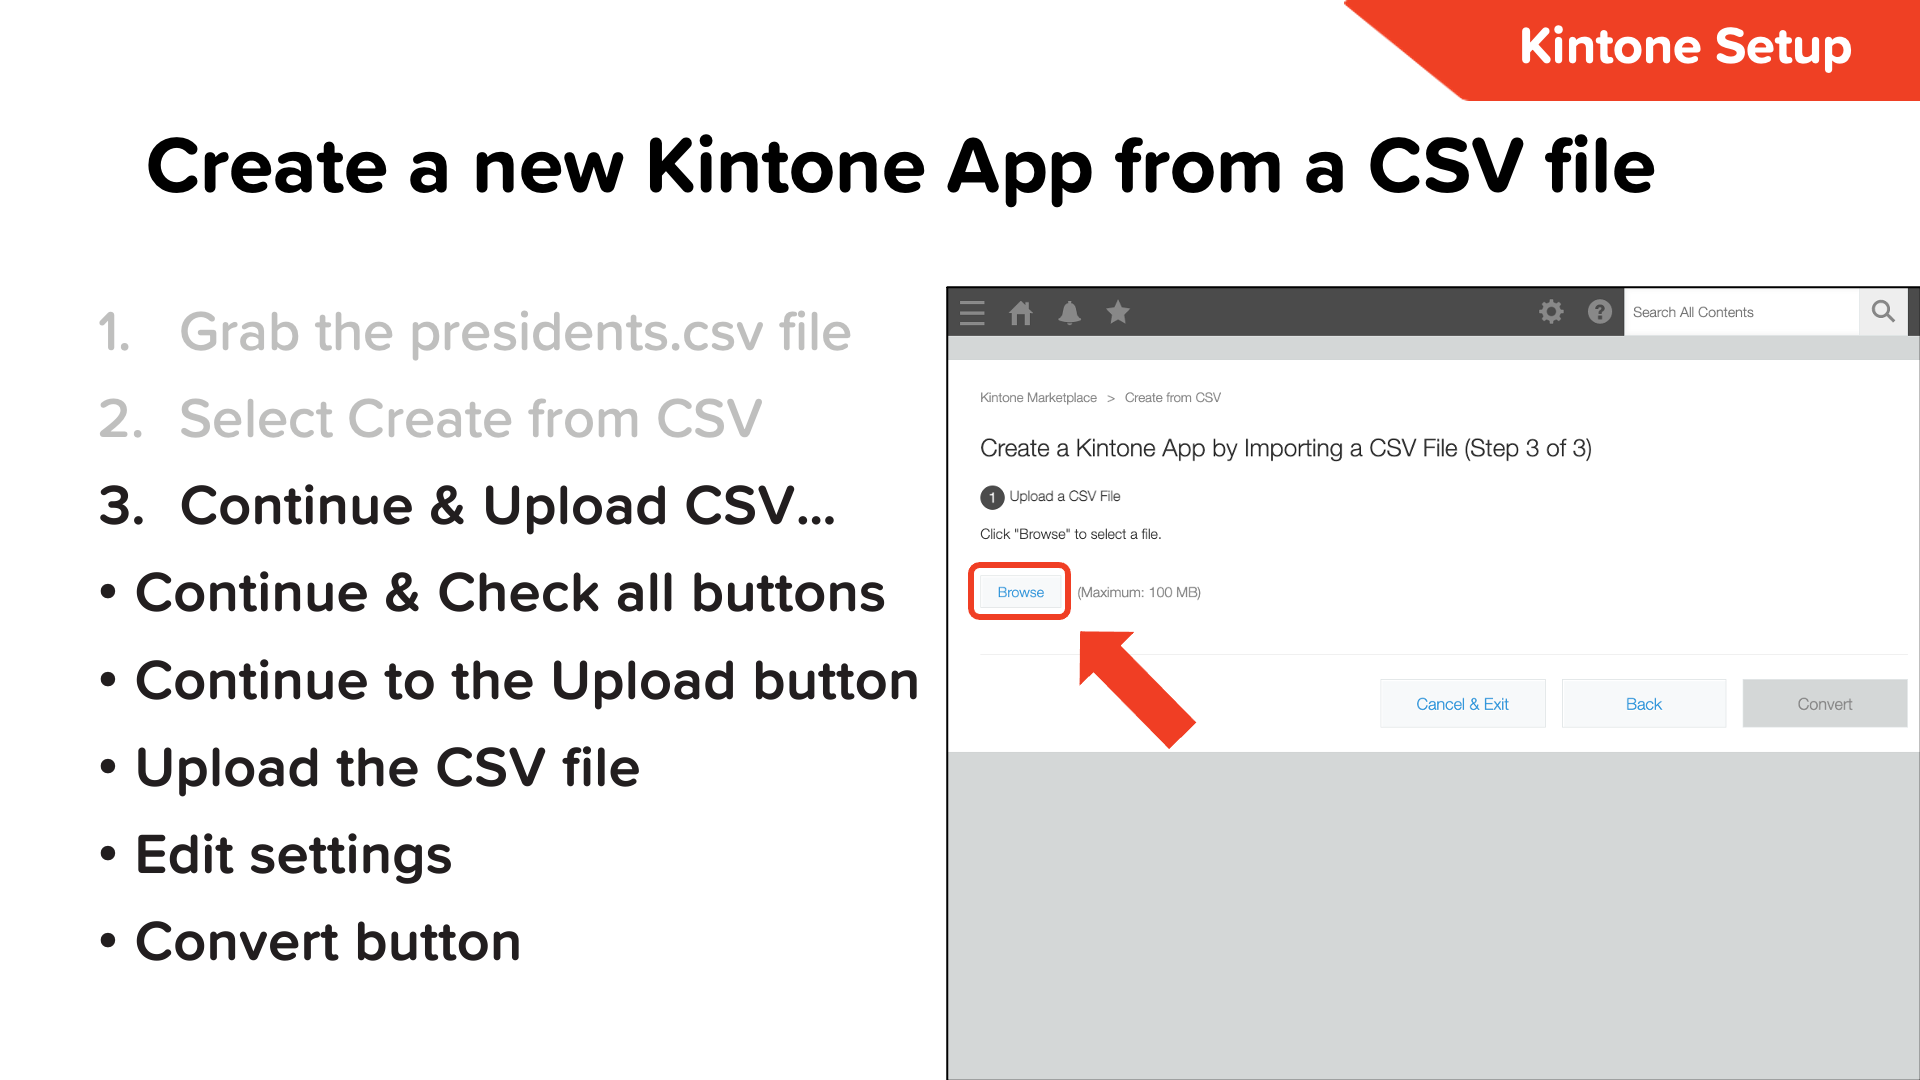 Kintone Setup
Create a new Kintone App from a CSV file
1. Grab the presidents.csv file
2. Select Create from CSV
3. Continue & Upload CSV...
• Continue & Check all buttons
• Continue to the Upload button
• Upload the CSV file
• Edit settings
• Convert button
? Search All Contents
Kintone Marketplace > Create from CSV
Create a Kintone App by Importing a CSV File (Step 3 of 3)
1 Upload a CSV File
Click "Browse" to select a file.
Browse (Maximum: 100 MB)
Cancel & Exit Back Convert